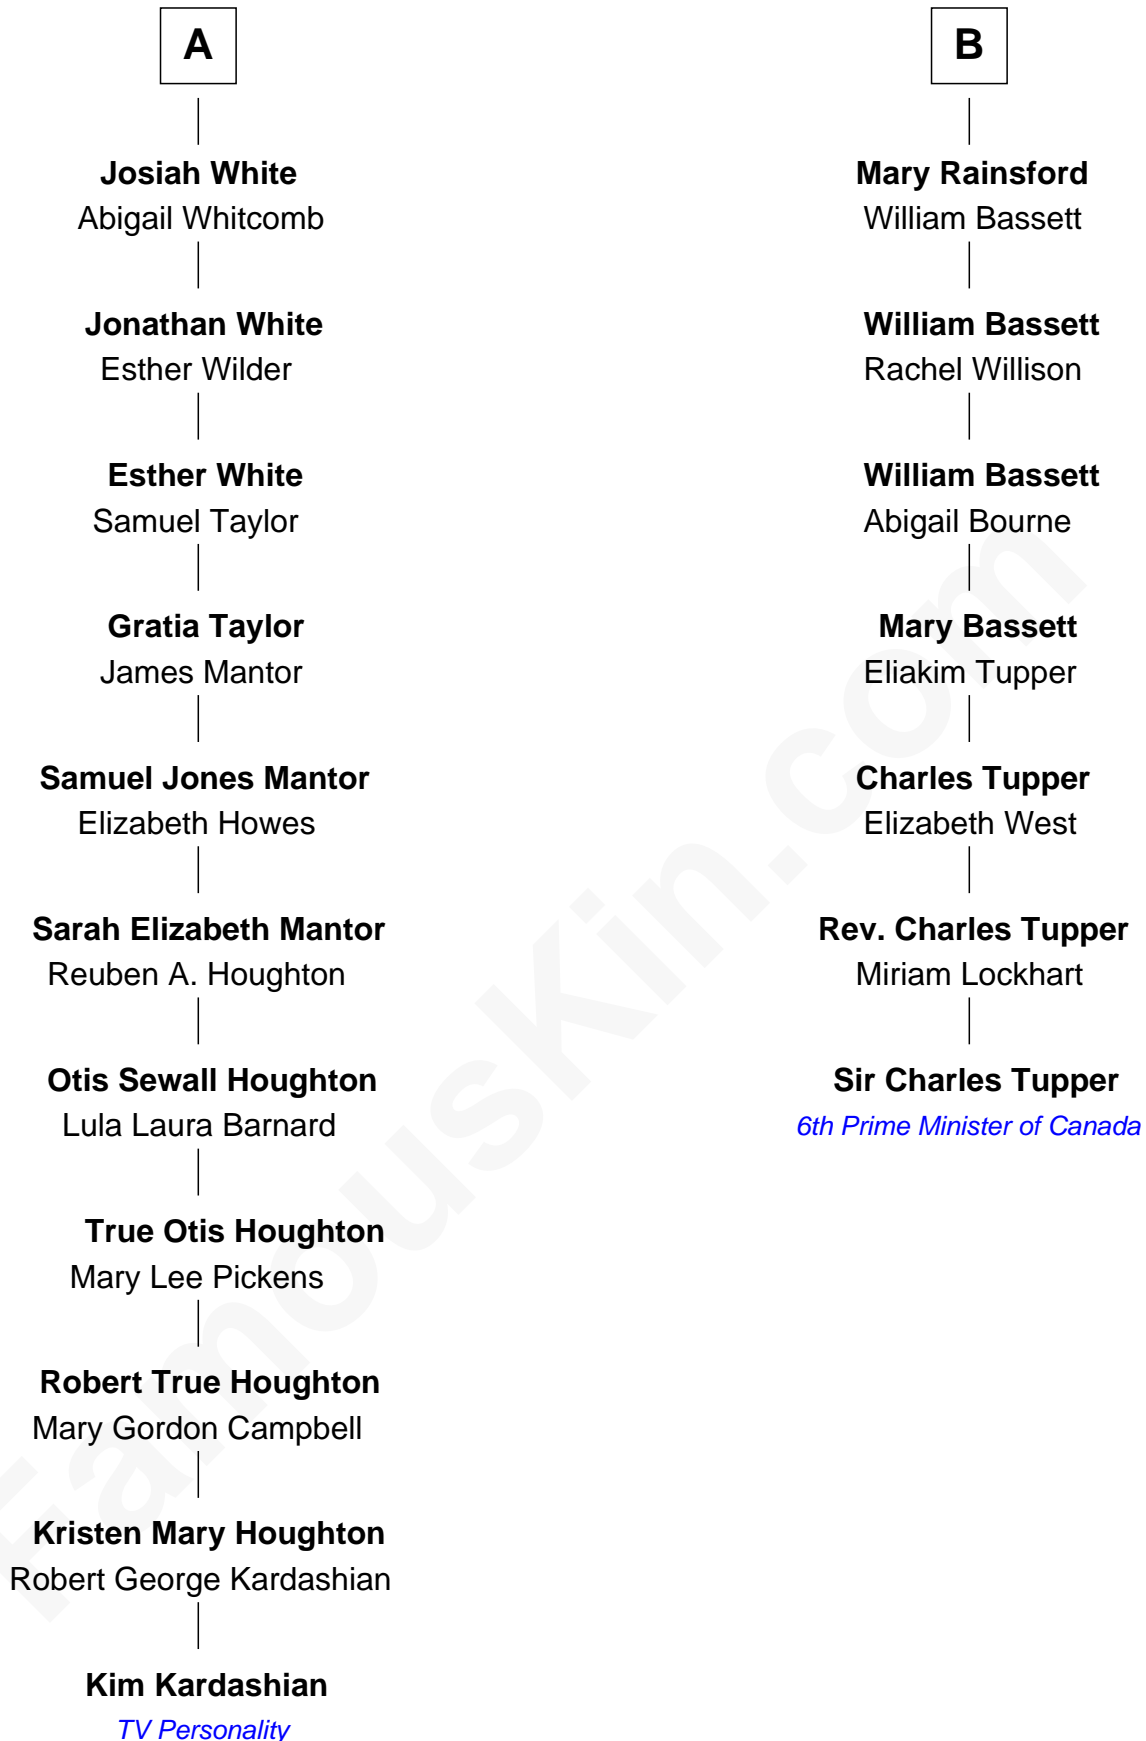 A
Josiah White
Abigail Whitcomb
Jonathan White
Esther Wilder
Esther White
Samuel Taylor
Gratia Taylor
James Mantor
Samuel Jones Mantor
Elizabeth Howes
Sarah Elizabeth Mantor
Reuben A. Houghton
Otis Sewall Houghton
Lula Laura Barnard
True Otis Houghton
Mary Lee Pickens
Robert True Houghton
Mary Gordon Campbell
Kristen Mary Houghton
Robert George Kardashian
Kim Kardashian
TV Personality
B
Mary Rainsford
William Bassett
William Bassett
Rachel Willison
William Bassett
Abigail Bourne
Mary Bassett
Eliakim Tupper
Charles Tupper
Elizabeth West
Rev. Charles Tupper
Miriam Lockhart
Sir Charles Tupper
6th Prime Minister of Canada
FamousKin.com